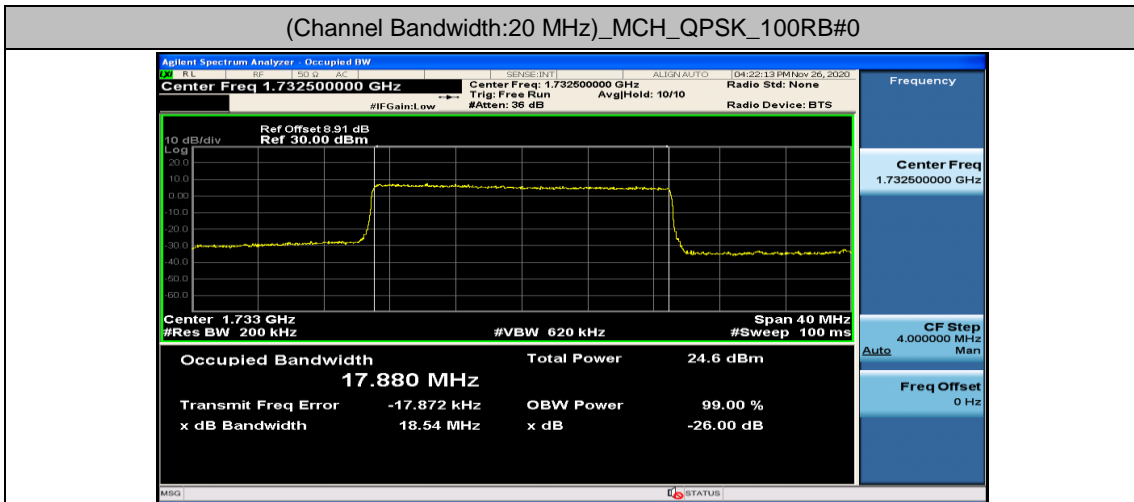 (Channel Bandwidth:20 MHz)_MCH_QPSK_100RB#0
Agilent Spectrum Analyzer - Occupied BW
LXI RL RF 50 Ω AC SENSE:INT ALIGN AUTO 04:22:13 PM Nov 26, 2020
Center Freq 1.732500000 GHz
Center Freq: 1.732500000 GHz
Radio Std: None
Trig: Free Run Avg|Hold: 10/10
#IFGain:Low #Atten: 36 dB Radio Device: BTS
Ref Offset 8.91 dB
10 dB/div Ref 30.00 dBm
Log
20.0
10.0
0.00
-10.0
-20.0
-30.0
-40.0
-50.0
-60.0
Center 1.733 GHz Span 40 MHz
#Res BW 200 kHz #VBW 620 kHz #Sweep 100 ms
Occupied Bandwidth Total Power 24.6 dBm
17.880 MHz
Transmit Freq Error -17.872 kHz OBW Power 99.00 %
x dB Bandwidth 18.54 MHz x dB -26.00 dB
Frequency
Center Freq
1.732500000 GHz
CF Step
4.000000 MHz
Auto Man
Freq Offset
0 Hz
MSG STATUS